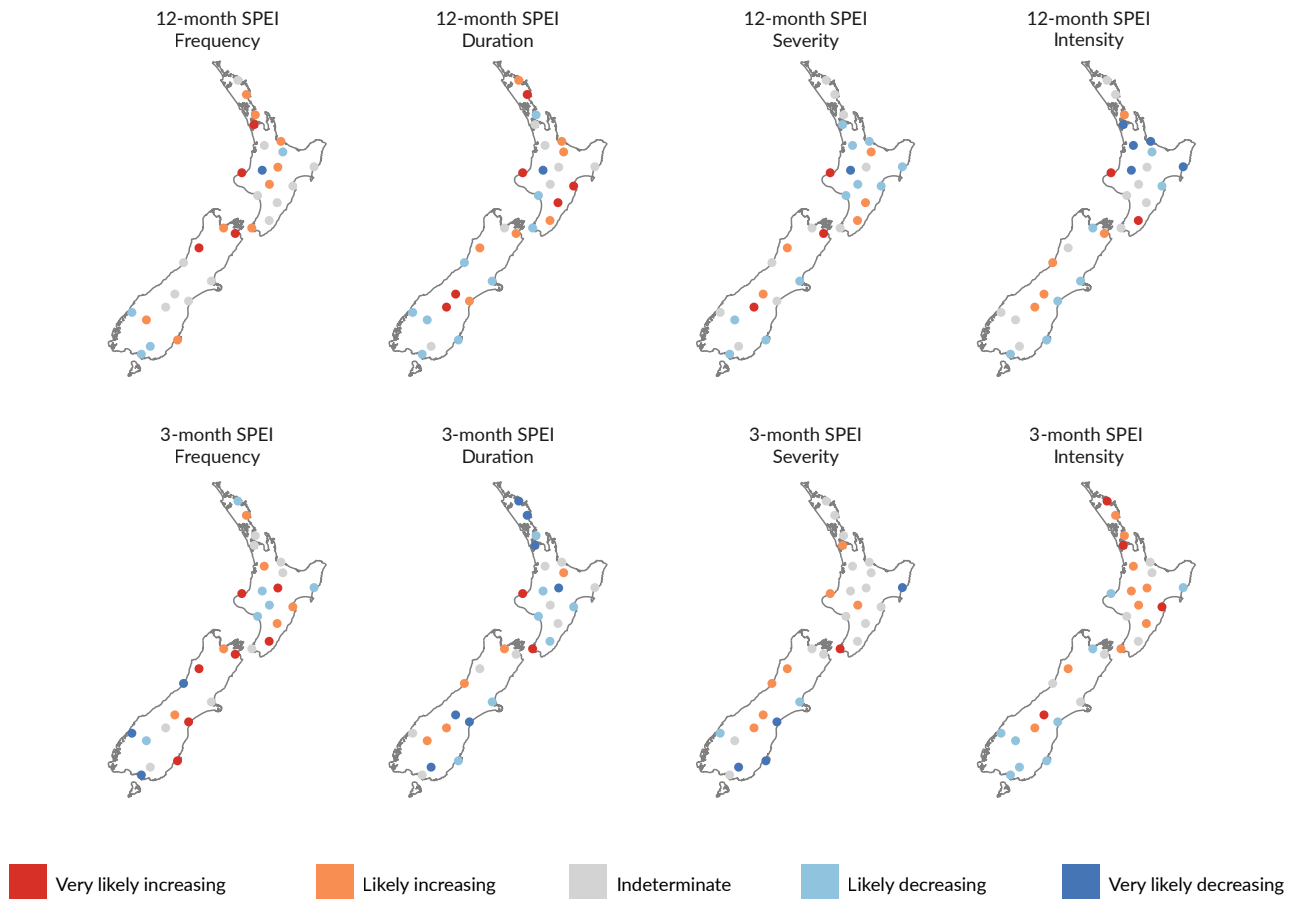 12-month SPEI
Frequency
12-month SPEI
Duration
12-month SPEI
Severity
12-month SPEI
Intensity
3-month SPEI
Frequency
3-month SPEI
Duration
3-month SPEI
Severity
3-month SPEI
Intensity
Very likely increasing
Likely increasing
Indeterminate
Likely decreasing
Very likely decreasing